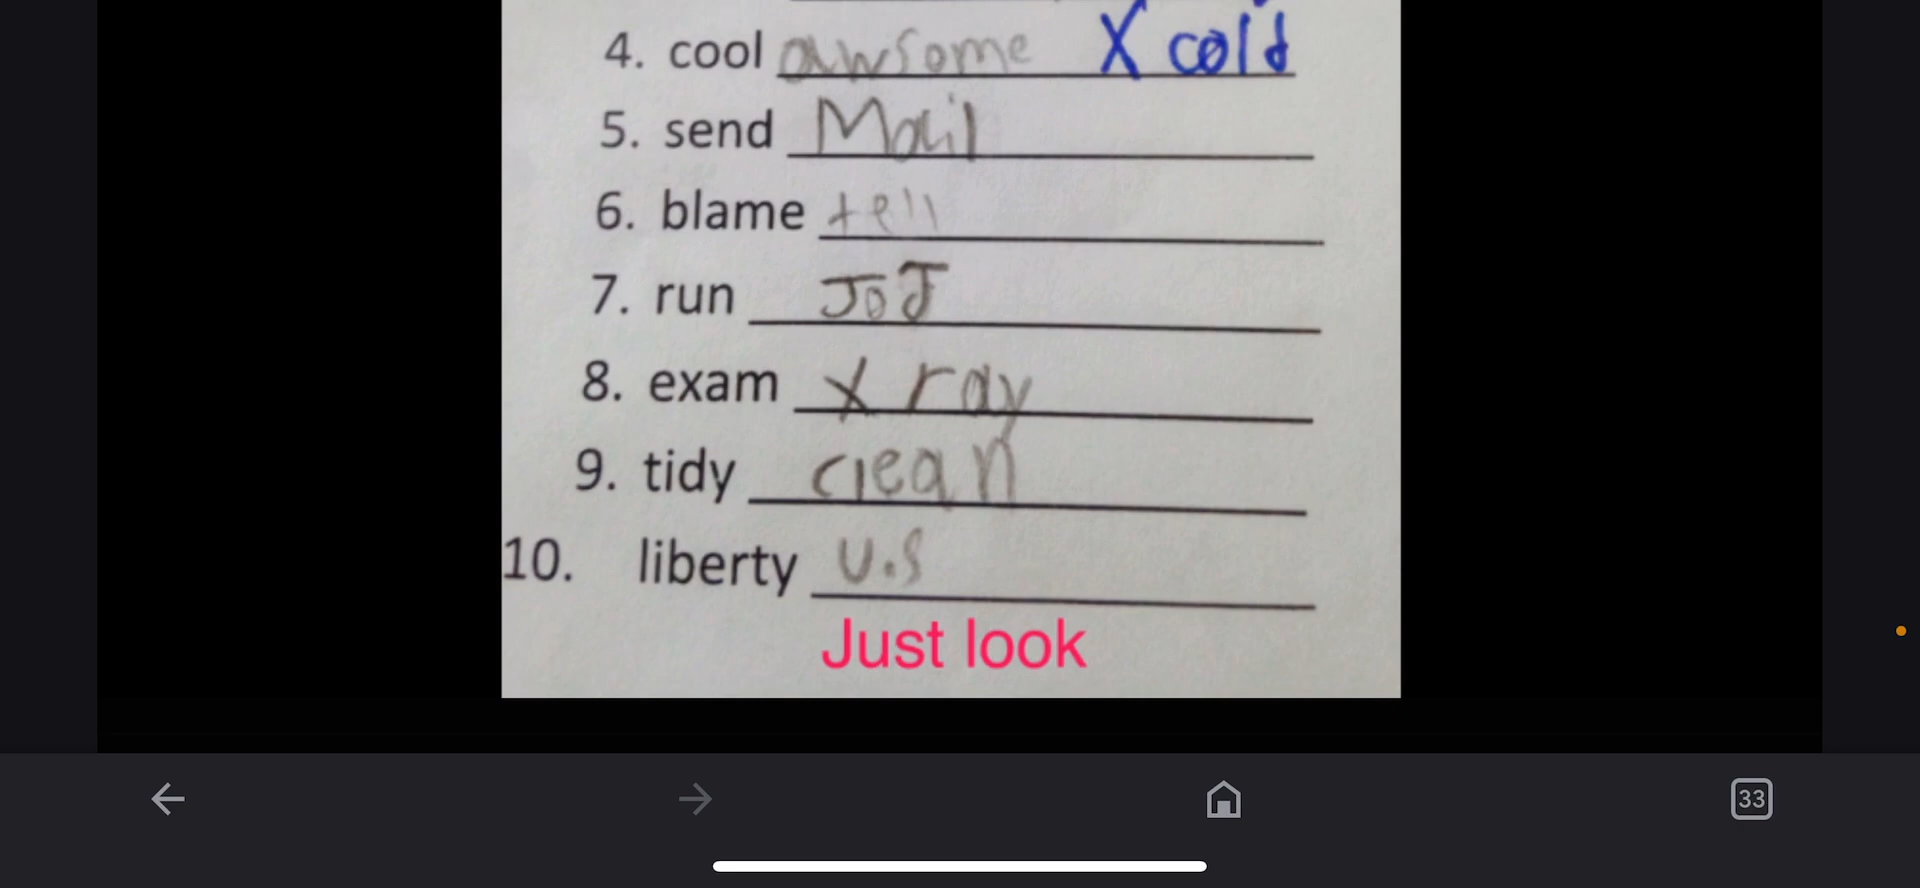 4. cool awsome X cold
5. send Mail
6. blame tell
7. run JOJ
8. exam X ray
9. tidy clean
10. liberty U.S
Just look
33